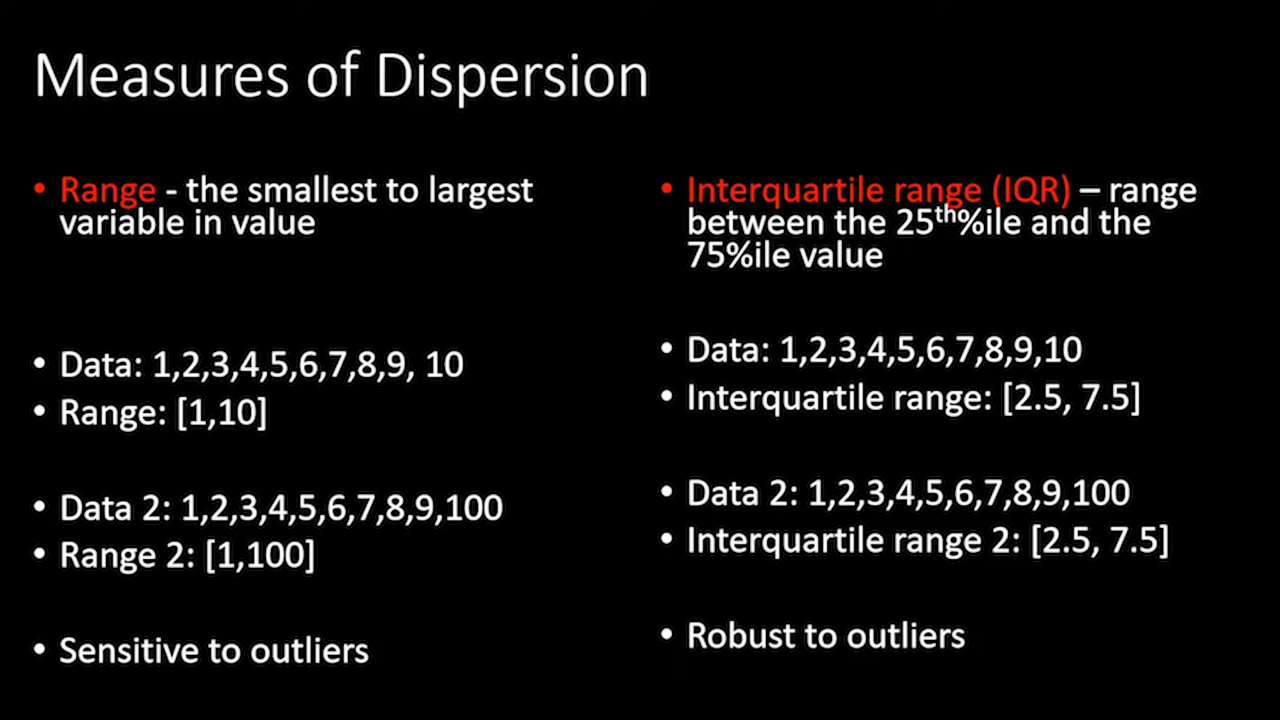 Measures of Dispersion
• Range - the smallest to largest
variable in value
• Data: 1,2,3,4,5,6,7,8,9, 10
• Range: [1,10]
• Data 2: 1,2,3,4,5,6,7,8,9,100
• Range 2: [1,100]
• Sensitive to outliers
• Interquartile range (IQR) – range
between the 25th%ile and the
75%ile value
• Data: 1,2,3,4,5,6,7,8,9,10
• Interquartile range: [2.5, 7.5]
• Data 2: 1,2,3,4,5,6,7,8,9,100
• Interquartile range 2: [2.5, 7.5]
• Robust to outliers